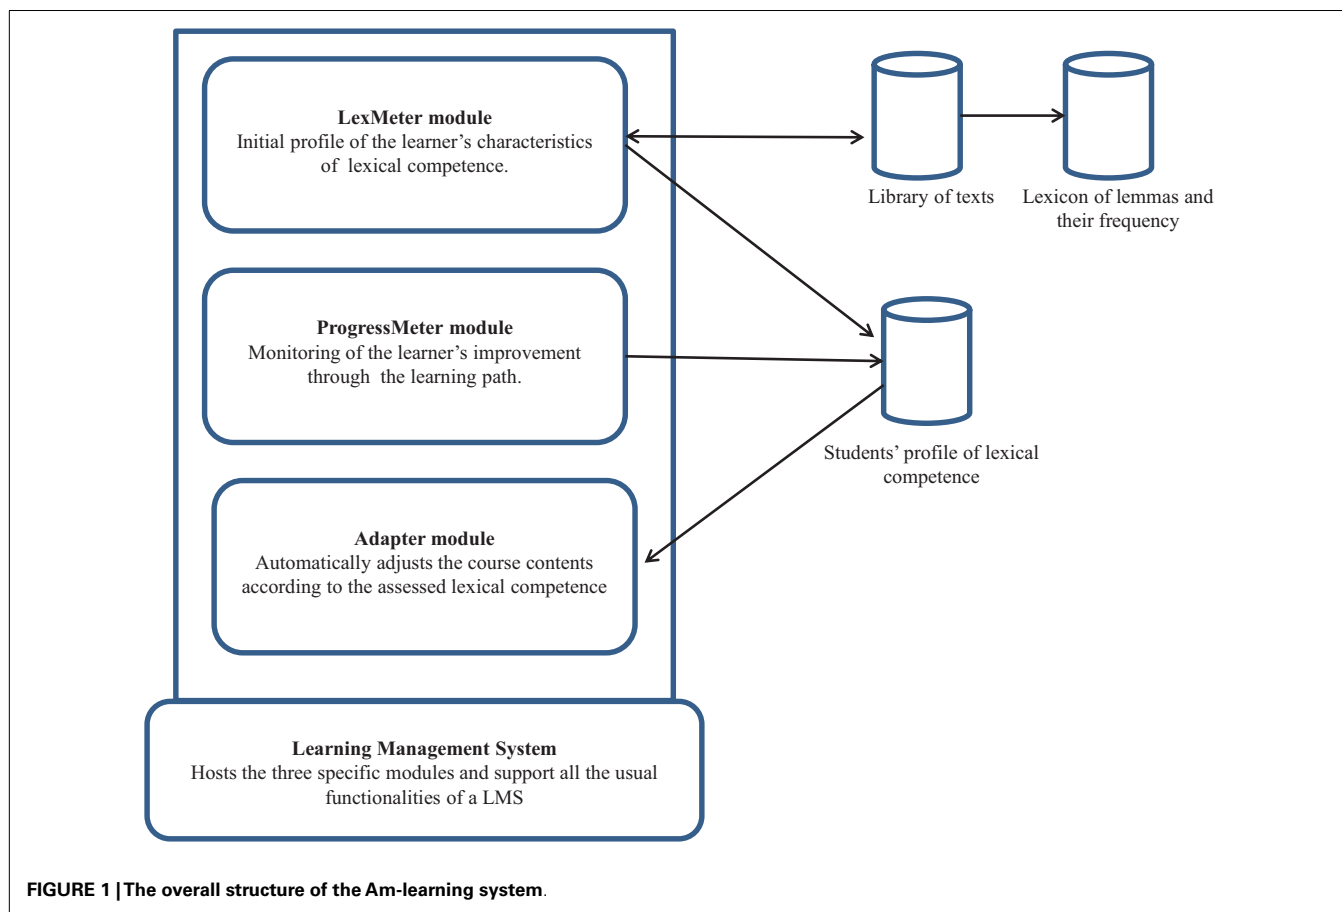 LexMeter module
Initial profile of the learner's characteristics
of lexical competence.
Library of texts
Lexicon of lemmas and
their frequency
ProgressMeter module
Monitoring of the learner's improvement
through the learning path.
Students' profile of lexical
competence
Adapter module
Automatically adjusts the course contents
according to the assessed lexical competence
Learning Management System
Hosts the three specific modules and support all the usual
functionalities of a LMS
FIGURE 1 | The overall structure of the Am-learning system.